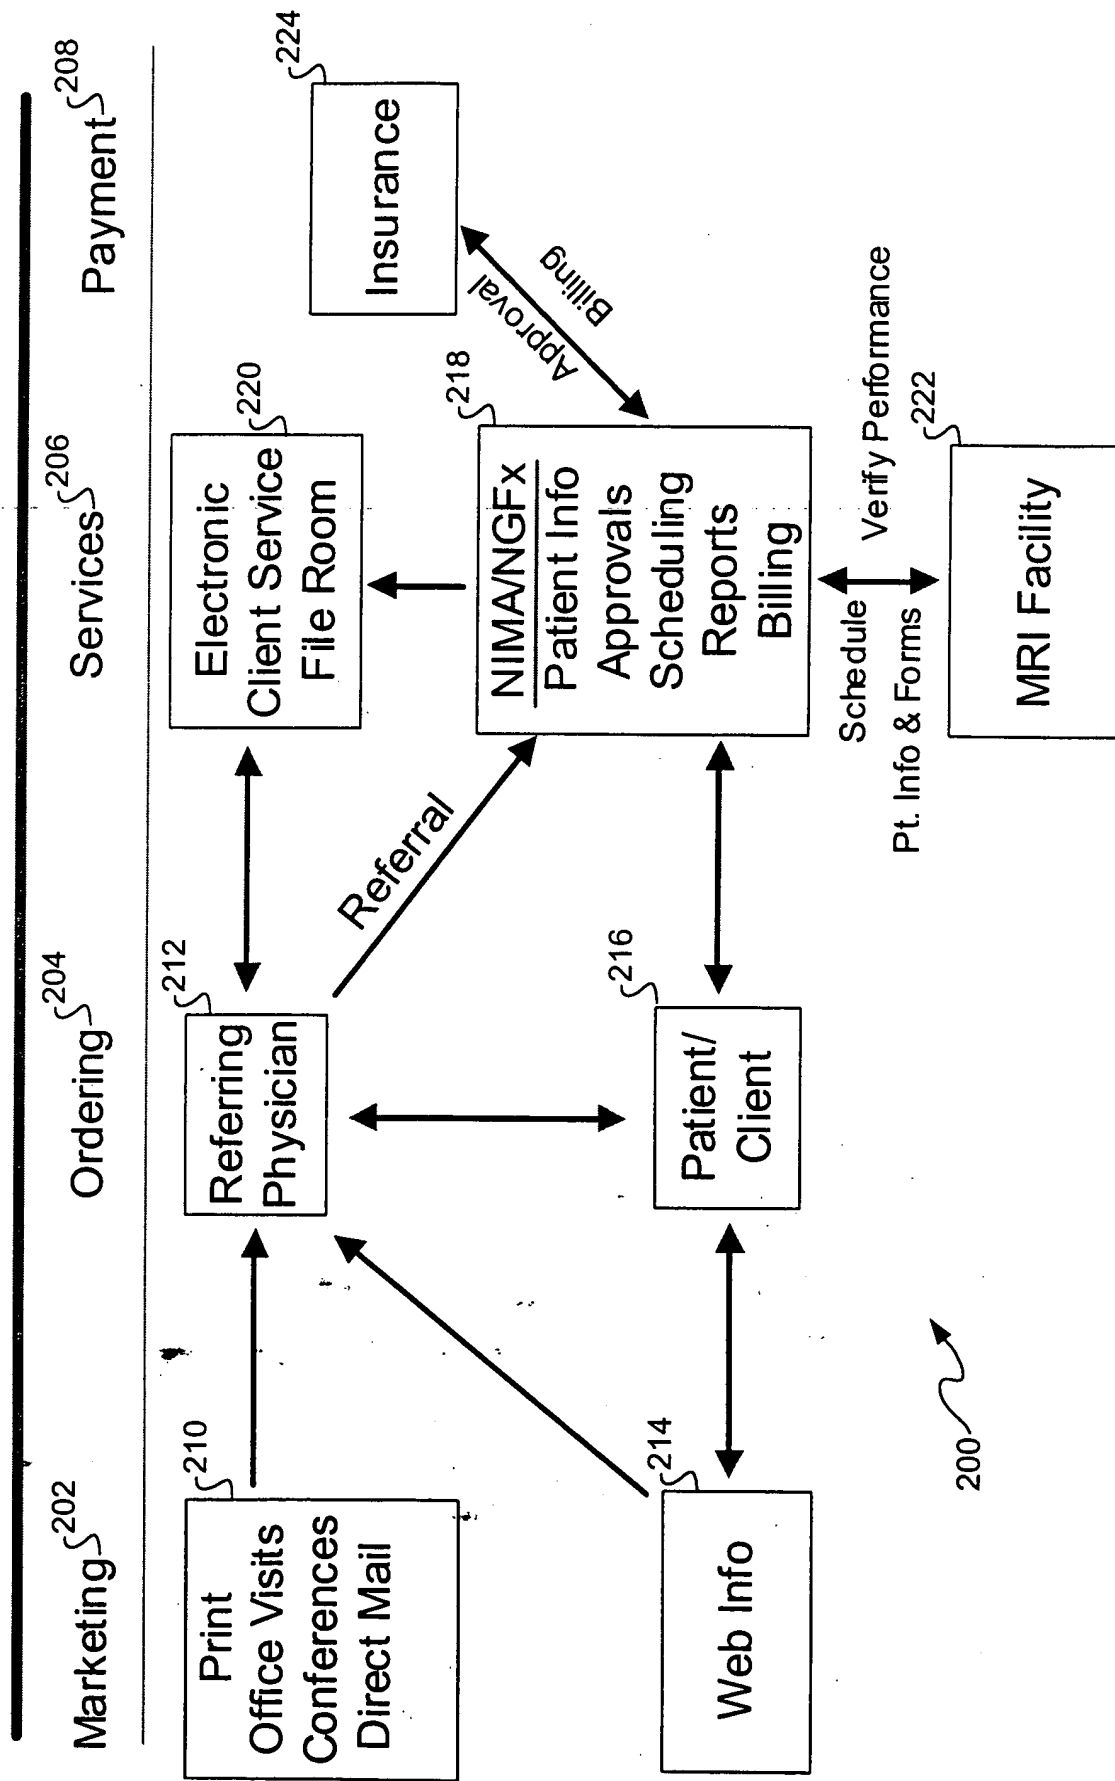 Marketing 202
Ordering 204
Services 206
Payment 208
210
Print
Office Visits
Conferences
Direct Mail
212
Referring
Physician
220
Electronic
Client Service
File Room
224
Insurance
Referral
Approval
Billing
214
Web Info
216
Patient/
Client
218
NIMA/NGFx
Patient Info
Approvals
Scheduling
Reports
Billing
Schedule
Pt. Info & Forms
Verify Performance
222
MRI Facility
200